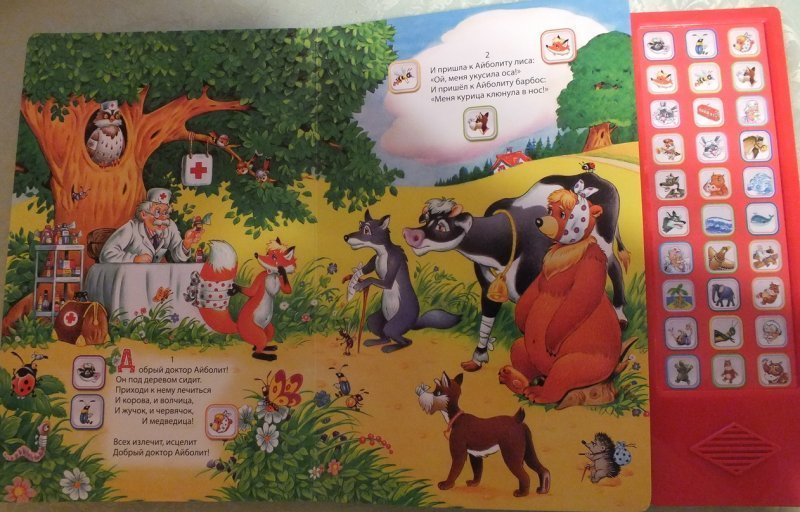 1
Добрый доктор Айболит!
Он под деревом сидит.
Приходи к нему лечиться
И корова, и волчица,
И жучок, и червячок,
И медведица!
Всех излечит, исцелит
Добрый доктор Айболит!
2
И пришла к Айболиту лиса:
«Ой, меня укусила оса!»
И пришёл к Айболиту барбос:
«Меня курица клюнула в нос!»